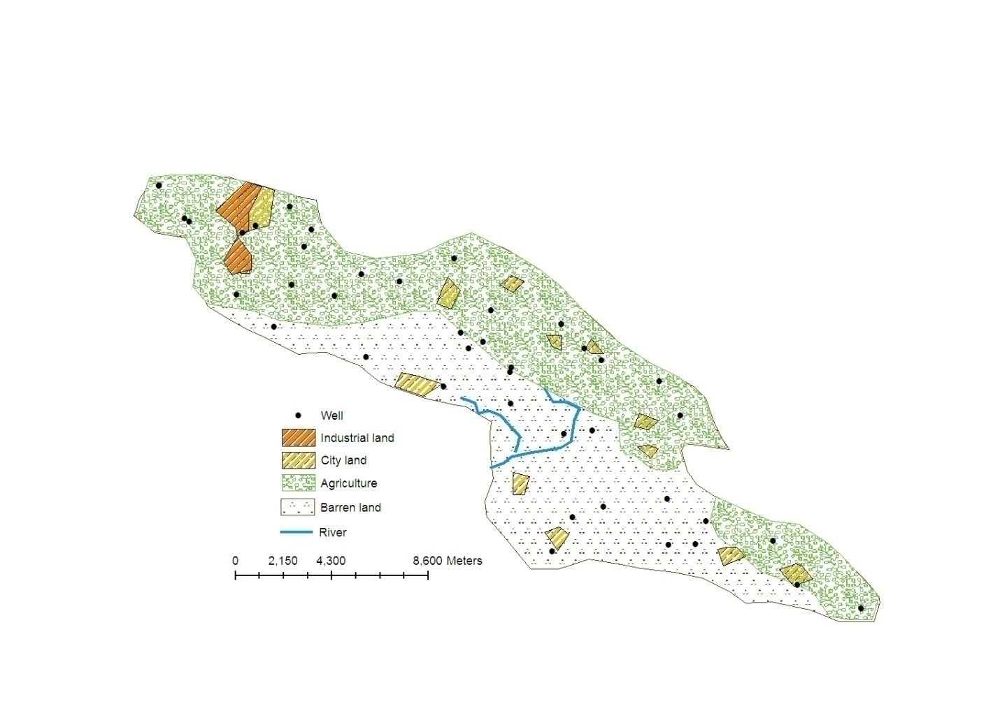 Well
Industrial land
City land
Agriculture
Barren land
River
0 2,150 4,300 8,600 Meters